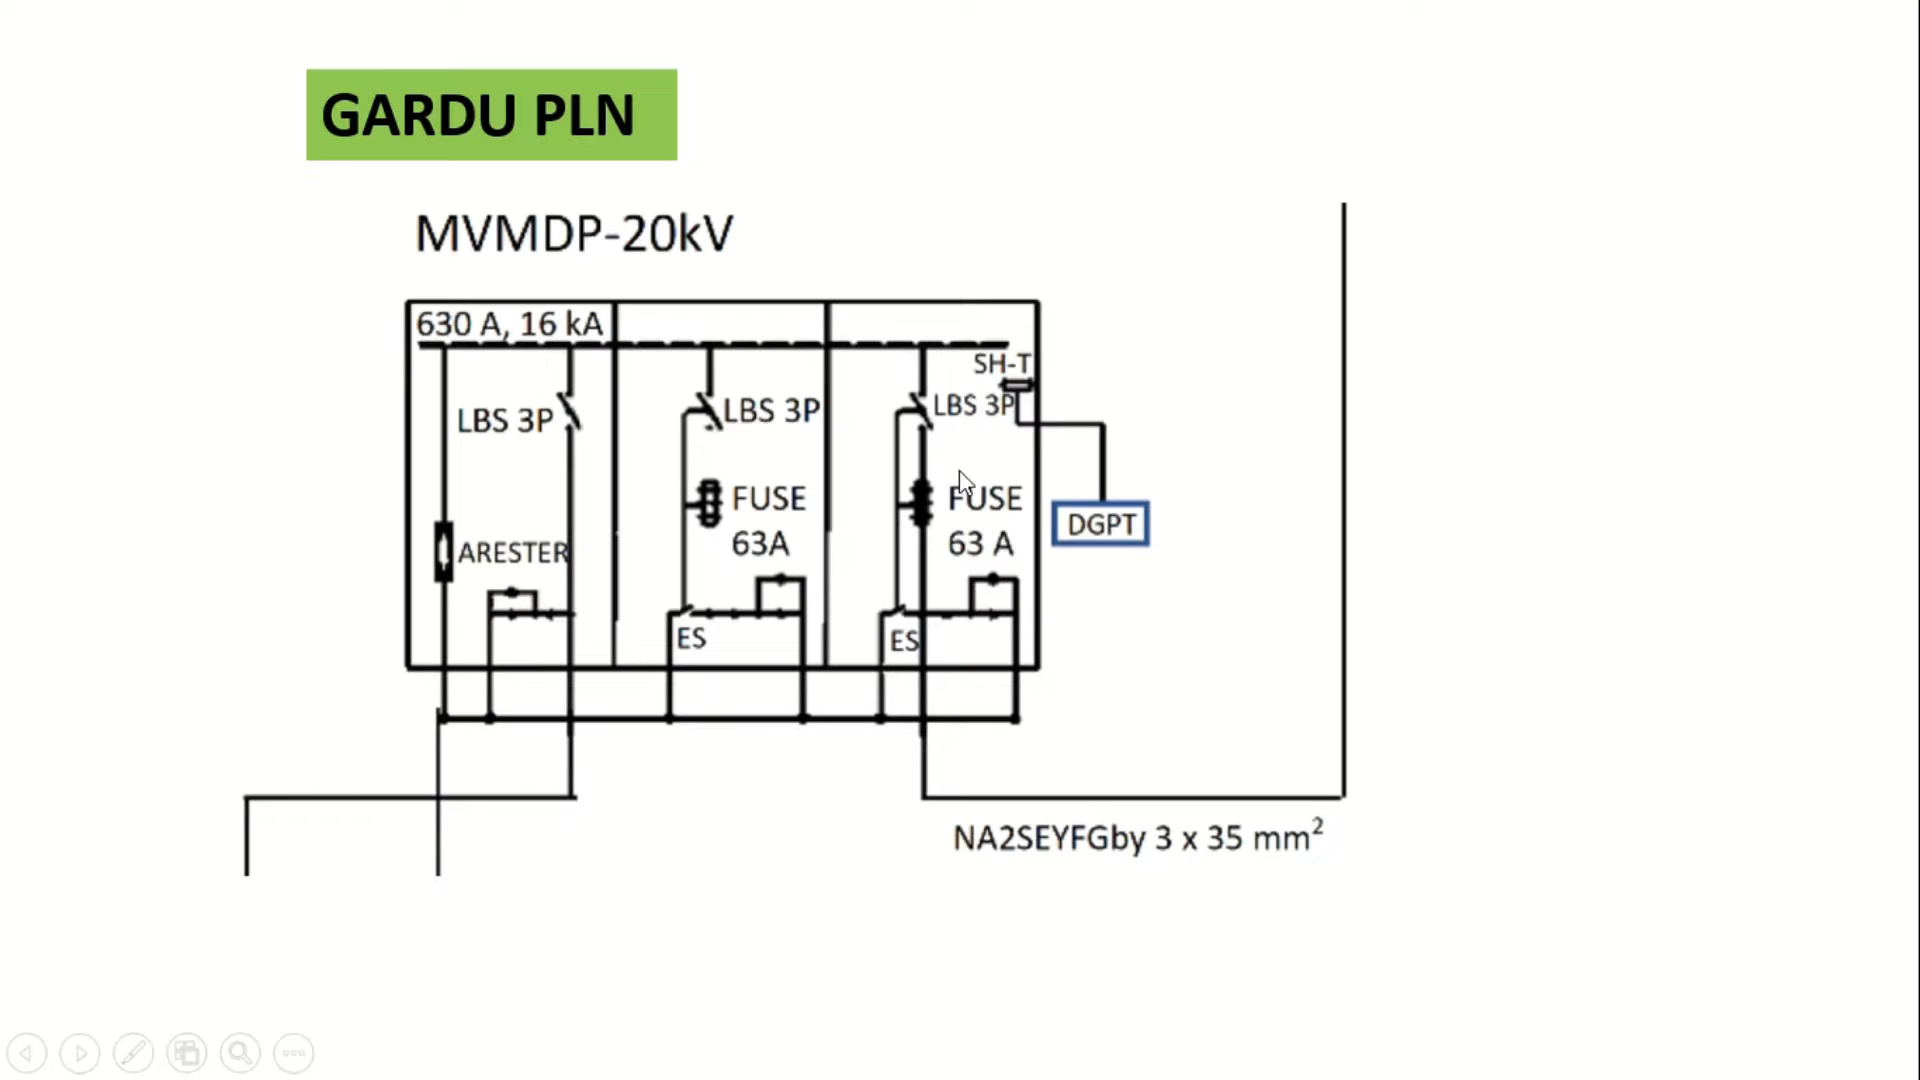 GARDU PLN
MVMDP-20kV
630 A, 16 kA
SH-T
LBS 3P
LBS 3P
LBS 3P
FUSE
63A
FUSE
63 A
DGPT
ARESTER
ES
ES
NA2SEYFGby 3 x 35 mm²